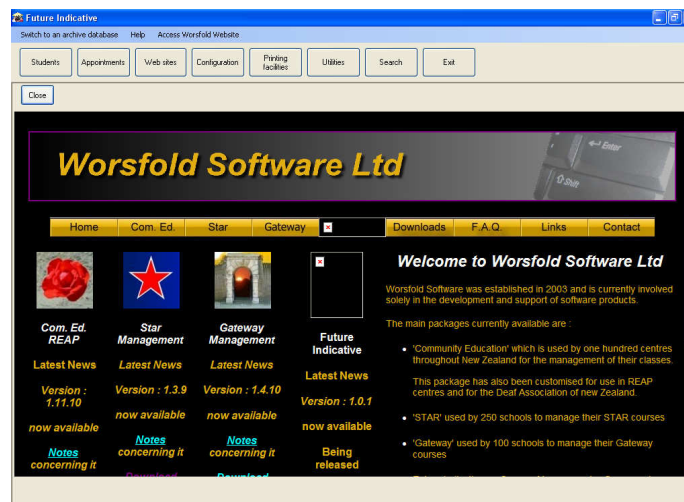 Future Indicative
Switch to an archive database Help Access Worsfold Website
Students Appointments Web sites Configuration Printing facilities Utilities Search Exit
Close
Worsfold Software Ltd
Enter
Shift
Home Com. Ed. Star Gateway Downloads F.A.Q. Links Contact
Com. Ed.
REAP
Latest News
Version :
1.11.10
now available
Notes
concerning it
Star
Management
Latest News
Version : 1.3.9
now available
Notes
concerning it
Download
Gateway
Management
Latest News
Version : 1.4.10
now available
Notes
concerning it
Download
Future
Indicative
Latest News
Version : 1.0.1
now available
Being
released
Welcome to Worsfold Software Ltd
Worsfold Software was established in 2003 and is currently involved
solely in the development and support of software products.
The main packages currently available are :
'Community Education' which is used by one hundred centres
throughout New Zealand for the management of their classes.
This package has also been customised for use in REAP
centres and for the Deaf Association of new Zealand.
'STAR' used by 250 schools to manage their STAR courses
'Gateway' used by 100 schools to manage their Gateway
courses